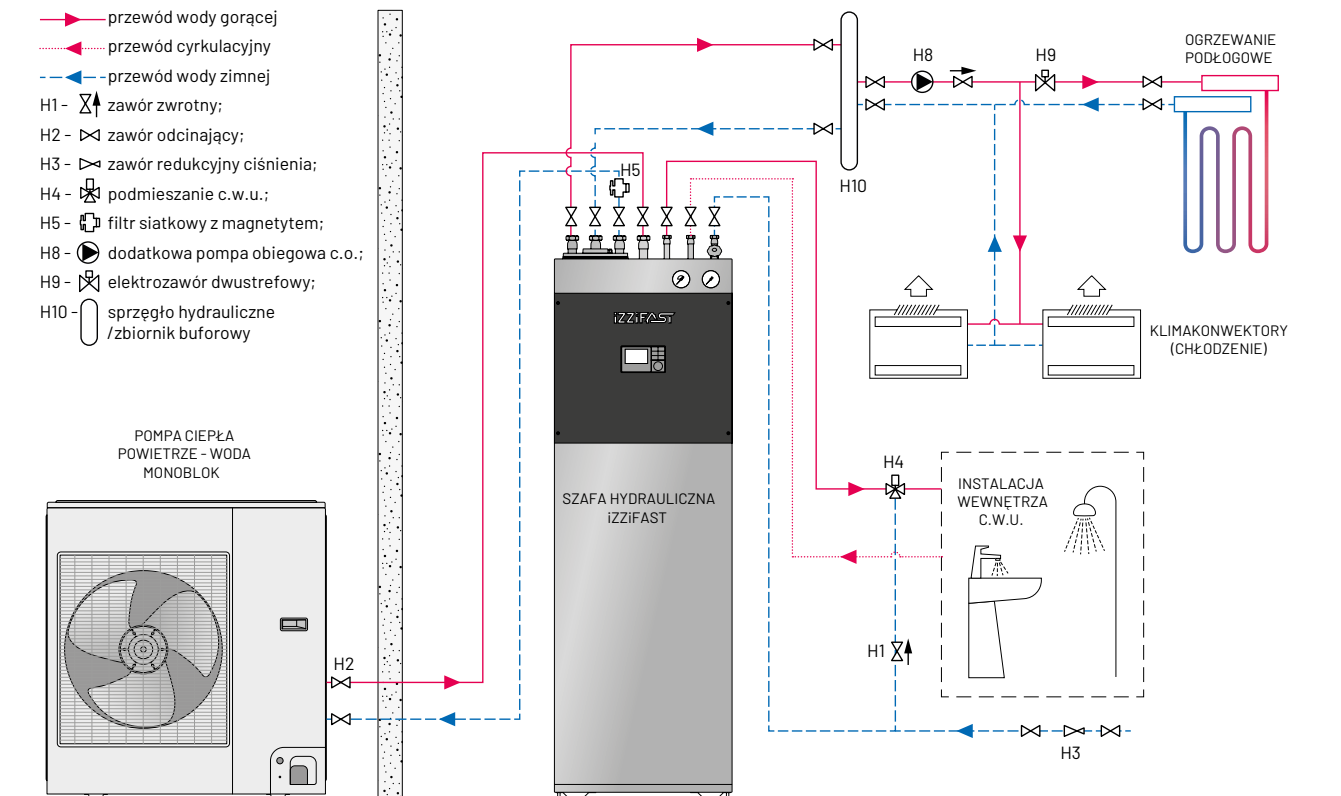 przewód wody gorącej
przewód cyrkulacyjny
przewód wody zimnej
H1 - zawór zwrotny;
H2 - zawór odcinający;
H3 - zawór redukcyjny ciśnienia;
H4 - podmieszanie c.w.u.;
H5 - filtr siatkowy z magnetytem;
H8 - dodatkowa pompa obiegowa c.o.;
H9 - elektrozawór dwustrefowy;
H10 - sprzęgło hydrauliczne
/zbiornik buforowy
H8
H9
OGRZEWANIE
PODŁOGOWE
H5
H10
iZZiFAST
KLIMAKONWEKTORY
(CHŁODZENIE)
POMPA CIEPŁA
POWIETRZE - WODA
MONOBLOK
SZAFA HYDRAULICZNA
iZZiFAST
H4
INSTALACJA
WEWNĘTRZA
C.W.U.
H2
H1
H3